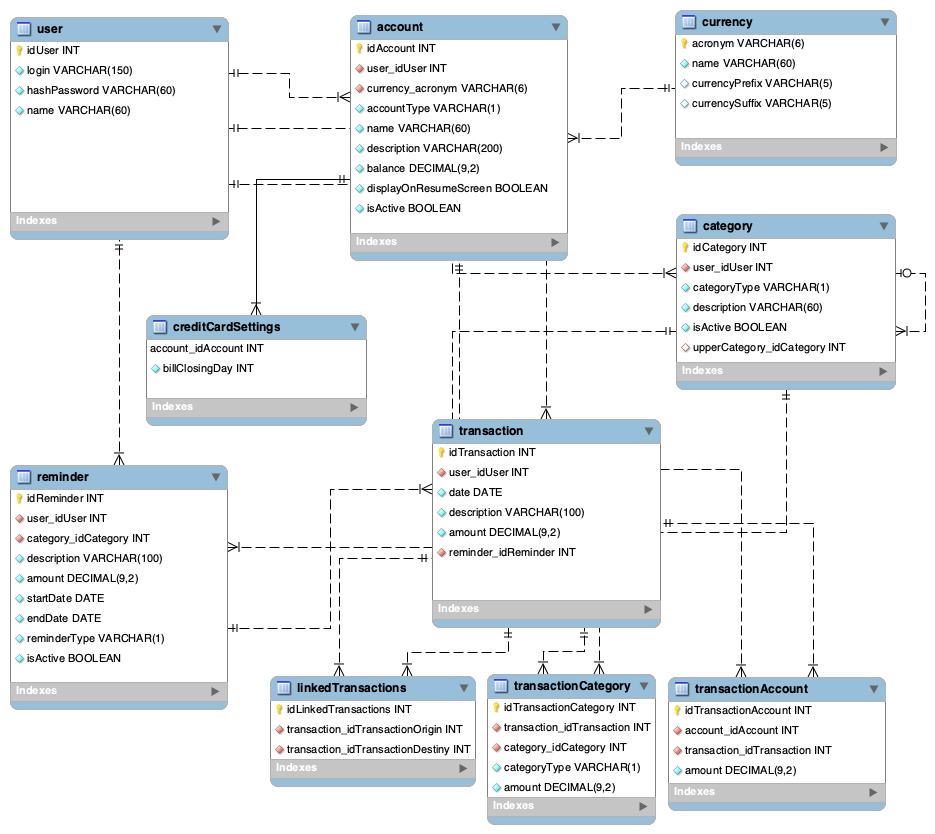 user
idUser INT
login VARCHAR(150)
hashPassword VARCHAR(60)
name VARCHAR(60)
Indexes
account
idAccount INT
user_idUser INT
currency_acronym VARCHAR(6)
accountType VARCHAR(1)
name VARCHAR(60)
description VARCHAR(200)
balance DECIMAL(9,2)
displayOnResumeScreen BOOLEAN
isActive BOOLEAN
Indexes
currency
acronym VARCHAR(6)
name VARCHAR(60)
currencyPrefix VARCHAR(5)
currencySuffix VARCHAR(5)
Indexes
category
idCategory INT
user_idUser INT
categoryType VARCHAR(1)
description VARCHAR(60)
isActive BOOLEAN
upperCategory_idCategory INT
Indexes
creditCardSettings
account_idAccount INT
billClosingDay INT
Indexes
transaction
idTransaction INT
user_idUser INT
date DATE
description VARCHAR(100)
amount DECIMAL(9,2)
reminder_idReminder INT
Indexes
reminder
idReminder INT
user_idUser INT
category_idCategory INT
description VARCHAR(100)
amount DECIMAL(9,2)
startDate DATE
endDate DATE
reminderType VARCHAR(1)
isActive BOOLEAN
Indexes
linkedTransactions
idLinkedTransactions INT
transaction_idTransactionOrigin INT
transaction_idTransactionDestiny INT
Indexes
transactionCategory
idTransactionCategory INT
transaction_idTransaction INT
category_idCategory INT
categoryType VARCHAR(1)
amount DECIMAL(9,2)
Indexes
transactionAccount
idTransactionAccount INT
account_idAccount INT
transaction_idTransaction INT
amount DECIMAL(9,2)
Indexes